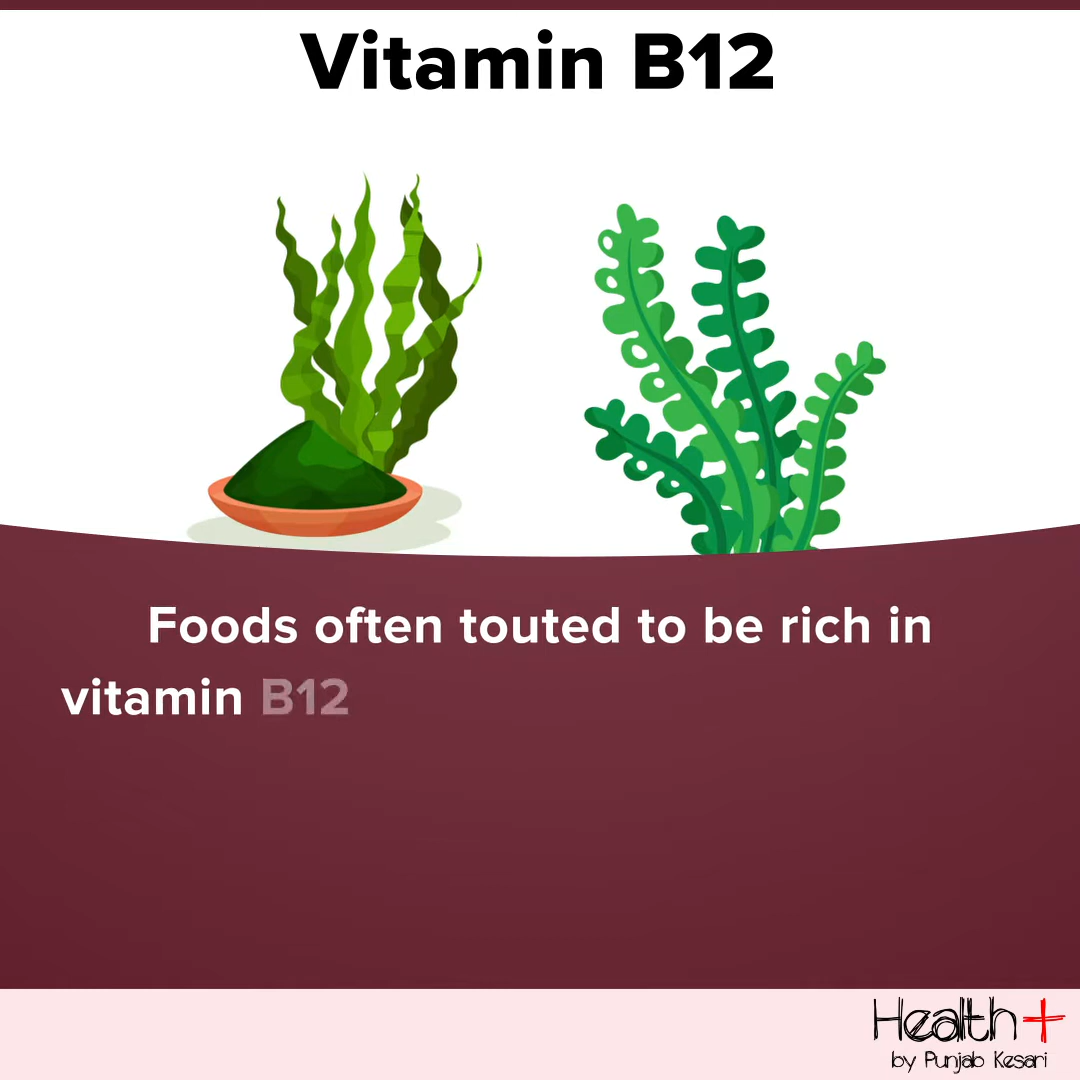 Vitamin B12
Foods often touted to be rich in
vitamin B12
Health+
by Punjab Kesari